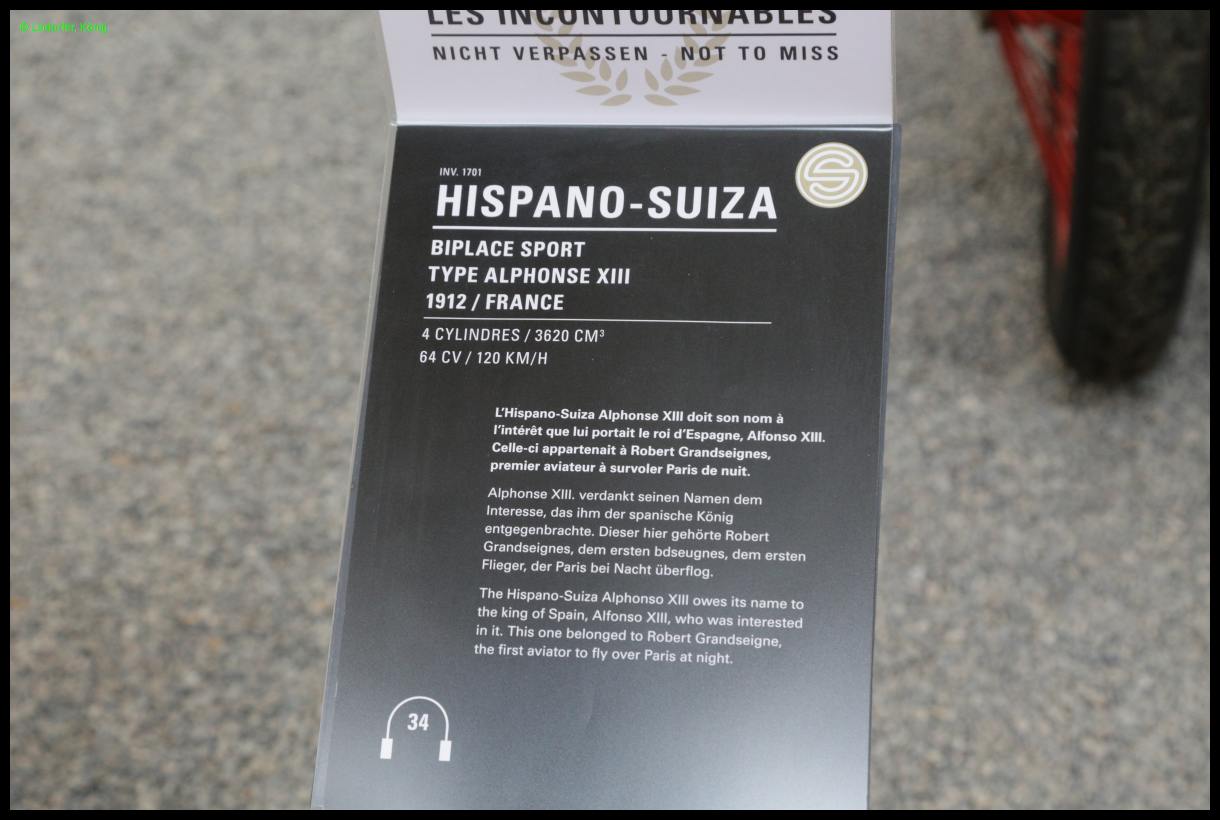 © Lauerder, König
LES INCONTOURNABLES
NICHT VERPASSEN - NOT TO MISS
INV. 1701
HISPANO-SUIZA
BIPLACE SPORT
TYPE ALPHONSE XIII
1912 / FRANCE
4 CYLINDRES / 3620 CM³
64 CV / 120 KM/H
L'Hispano-Suiza Alphonse XIII doit son nom à
l'intérêt que lui portait le roi d'Espagne, Alfonso XIII.
Celle-ci appartenait à Robert Grandseignes,
premier aviateur à survoler Paris de nuit.
Alphonse XIII. verdankt seinen Namen dem
Interesse, das ihm der spanische König
entgegenbrachte. Dieser hier gehörte Robert
Grandseignes, dem ersten bdseugnes, dem ersten
Flieger, der Paris bei Nacht überflog.
The Hispano-Suiza Alphonso XIII owes its name to
the king of Spain, Alfonso XIII, who was interested
in it. This one belonged to Robert Grandseigne,
the first aviator to fly over Paris at night.
34